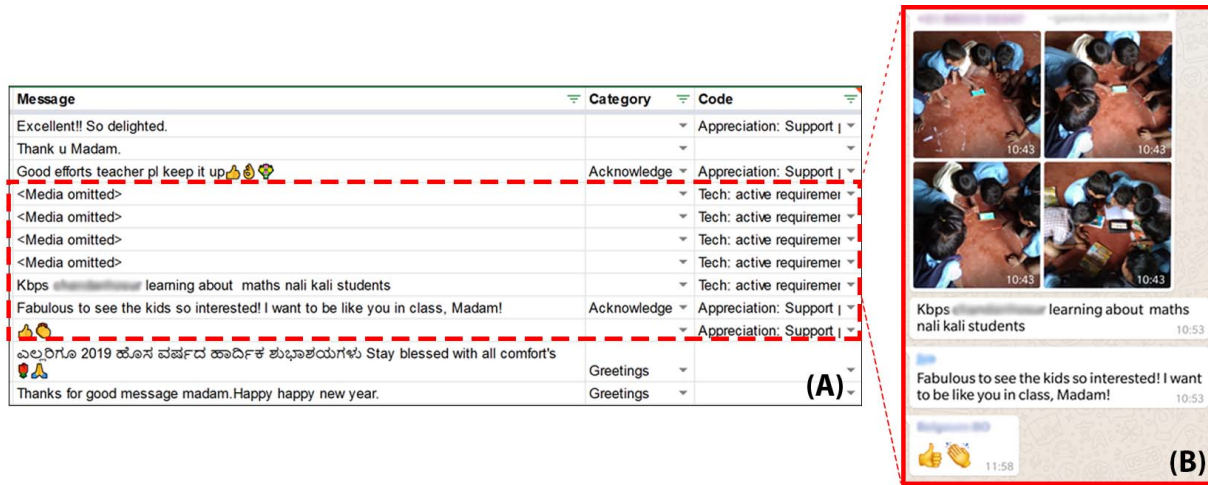 Message Category Code
Excellent!! So delighted. Appreciation: Support
Thank u Madam.
Good efforts teacher pl keep it up👍👌💐 Acknowledge Appreciation: Support
<Media omitted> Tech: active requiremen
<Media omitted> Tech: active requiremen
<Media omitted> Tech: active requiremen
<Media omitted> Tech: active requiremen
Kbps learning about maths nali kali students Tech: active requiremen
Fabulous to see the kids so interested! I want to be like you in class, Madam! Acknowledge Appreciation: Support
👍👏 Appreciation: Support
ಎಲ್ಲರಿಗೂ 2019 ಹೊಸ ವರ್ಷದ ಹಾರ್ದಿಕ ಶುಭಾಶಯಗಳು Stay blessed with all comfort's
🌹🙏 Greetings
Thanks for good message madam.Happy happy new year. Greetings
(A)
10:43
10:43
10:43
10:43
Kbps learning about maths
nali kali students 10:53
Fabulous to see the kids so interested! I want
to be like you in class, Madam! 10:53
👍👏 11:58
(B)